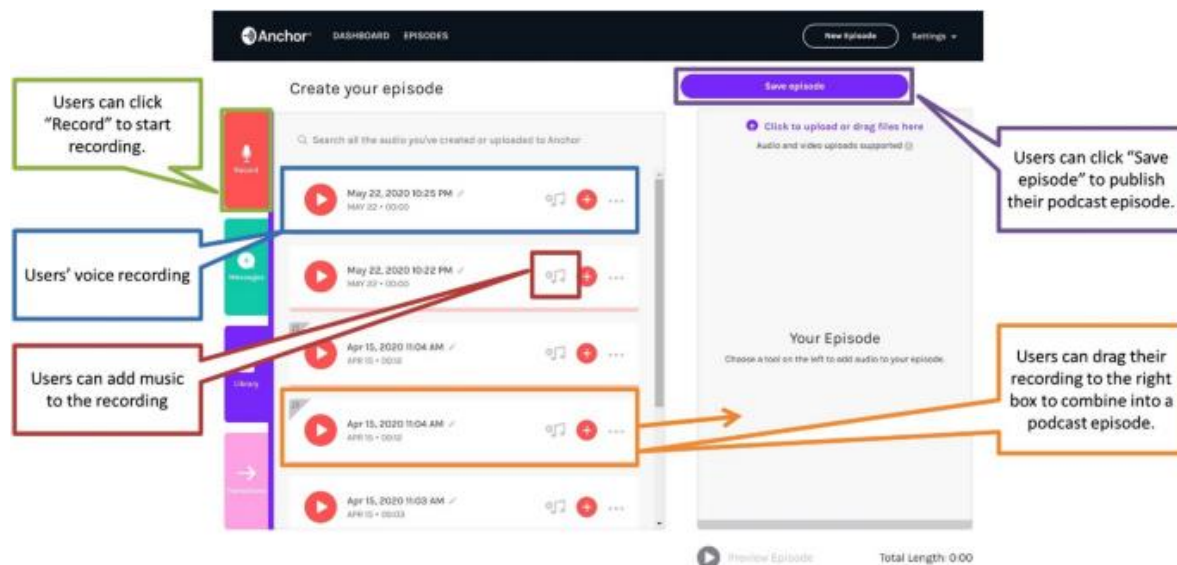 Anchor
DASHBOARD EPISODES
New Episode
Settings
Users can click
"Record" to start
recording.
Create your episode
Save episode
Search all the audio you've created or uploaded to Anchor
Click to upload or drag files here
Audio and video uploads supported
Users can click "Save
episode" to publish
their podcast episode.
Record
May 22, 2020 10:25 PM
MAY 22 • 00:00
Users' voice recording
Messages
May 22, 2020 10:22 PM
MAY 22 • 00:00
Users can add music
to the recording
Library
Apr 15, 2020 11:04 AM
APR 15 • 00:12
Your Episode
Choose a tool on the left to add audio to your episode.
Users can drag their
recording to the right
box to combine into a
podcast episode.
Apr 15, 2020 11:04 AM
APR 15 • 00:12
Transitions
Apr 15, 2020 11:03 AM
APR 15 • 00:03
Preview Episode
Total Length: 0:00